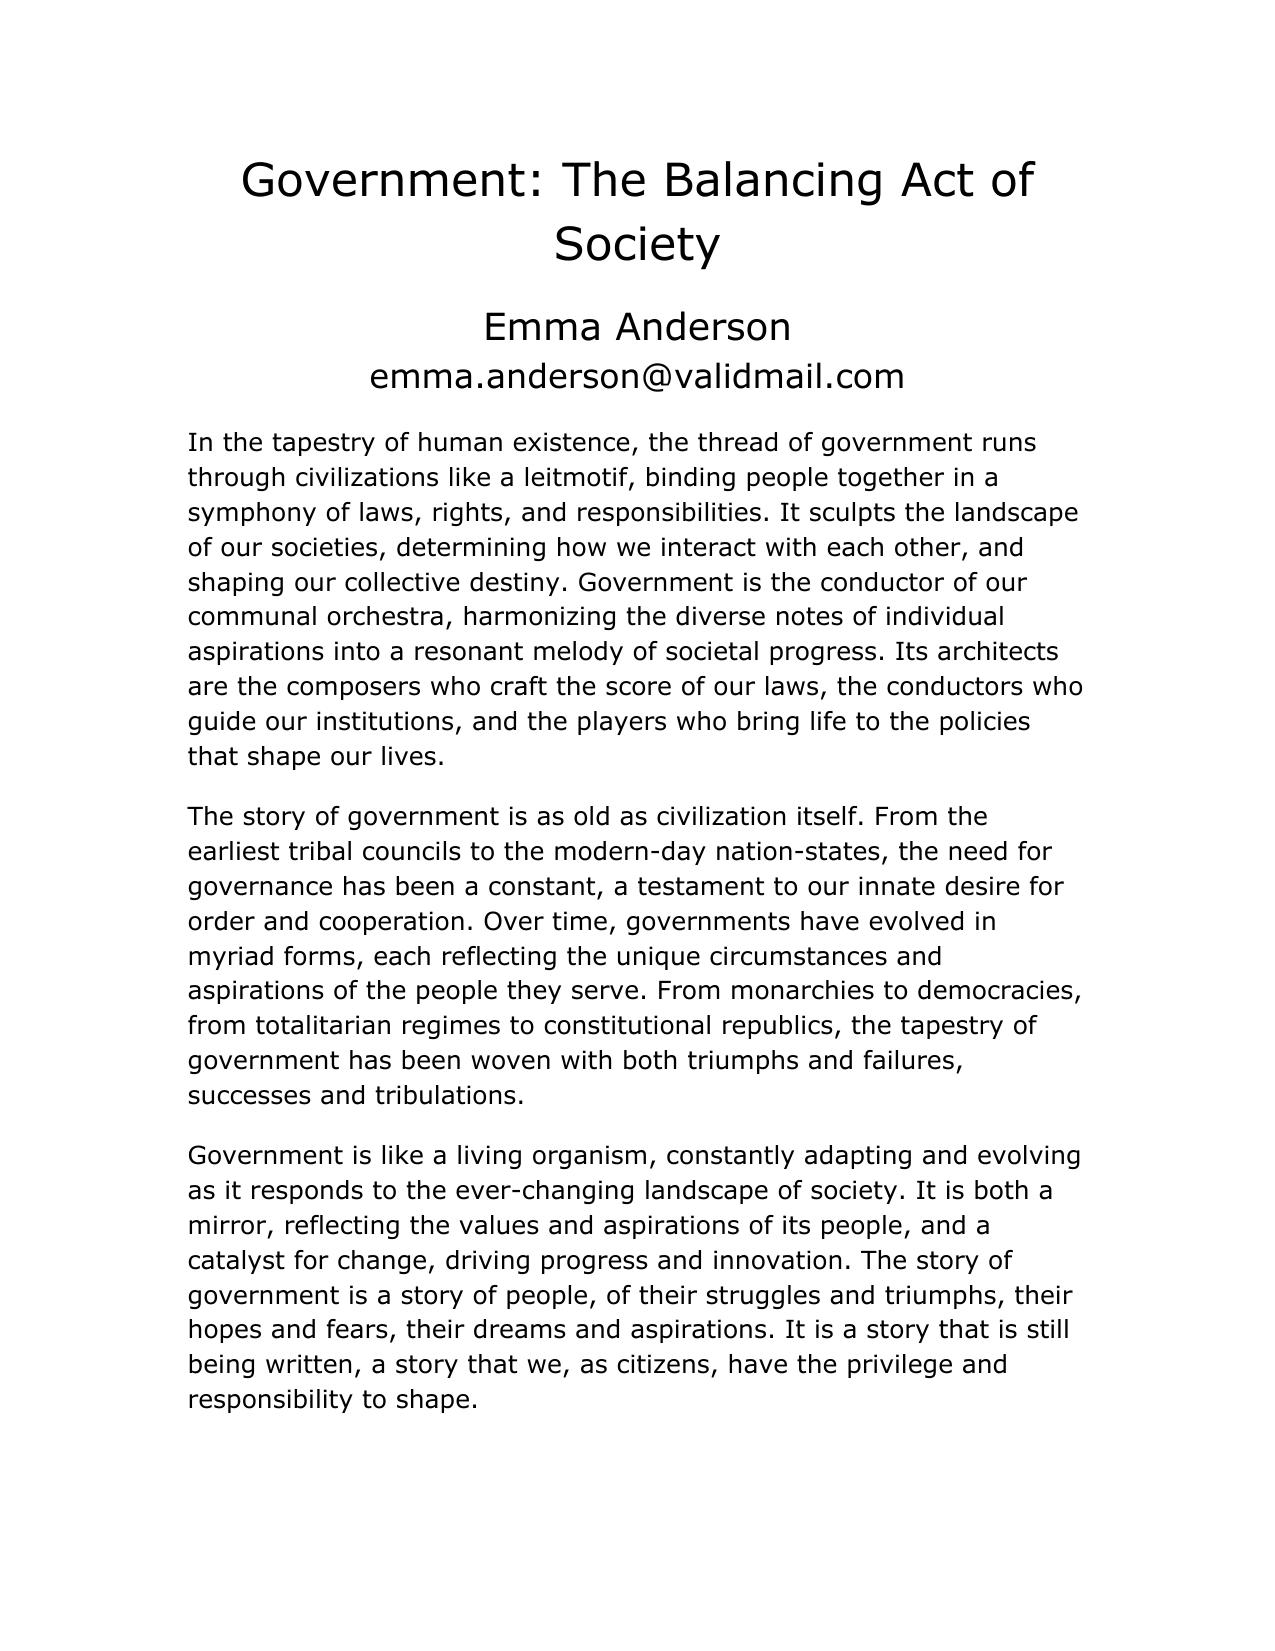 Government: The Balancing Act of
Society
Emma Anderson
emma.anderson@validmail.com
In the tapestry of human existence, the thread of government runs
through civilizations like a leitmotif, binding people together in a
symphony of laws, rights, and responsibilities. It sculpts the landscape
of our societies, determining how we interact with each other, and
shaping our collective destiny. Government is the conductor of our
communal orchestra, harmonizing the diverse notes of individual
aspirations into a resonant melody of societal progress. Its architects
are the composers who craft the score of our laws, the conductors who
guide our institutions, and the players who bring life to the policies
that shape our lives.
The story of government is as old as civilization itself. From the
earliest tribal councils to the modern-day nation-states, the need for
governance has been a constant, a testament to our innate desire for
order and cooperation. Over time, governments have evolved in
myriad forms, each reflecting the unique circumstances and
aspirations of the people they serve. From monarchies to democracies,
from totalitarian regimes to constitutional republics, the tapestry of
government has been woven with both triumphs and failures,
successes and tribulations.
Government is like a living organism, constantly adapting and evolving
as it responds to the ever-changing landscape of society. It is both a
mirror, reflecting the values and aspirations of its people, and a
catalyst for change, driving progress and innovation. The story of
government is a story of people, of their struggles and triumphs, their
hopes and fears, their dreams and aspirations. It is a story that is still
being written, a story that we, as citizens, have the privilege and
responsibility to shape.